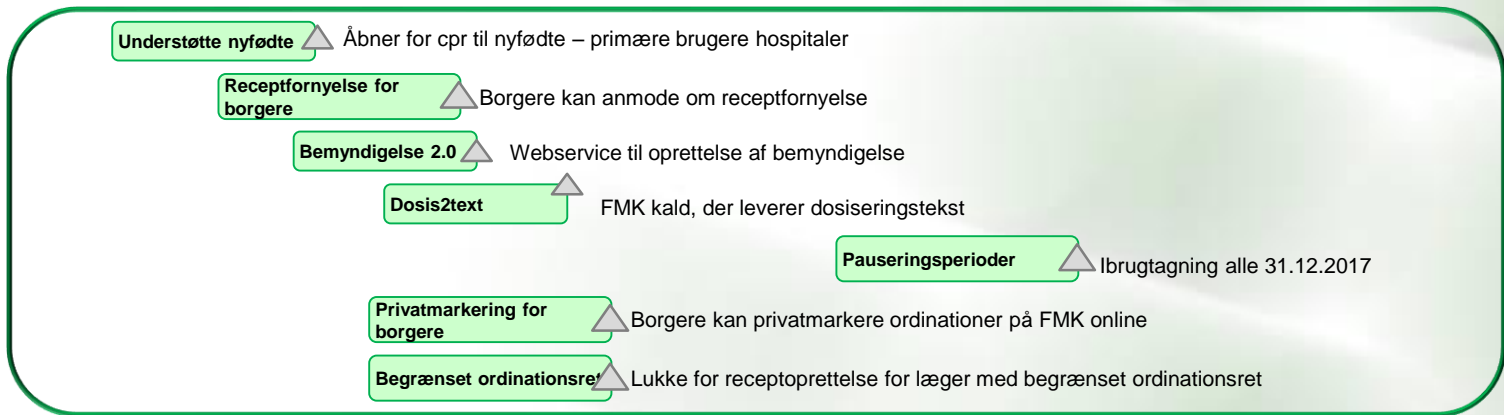 Understøtte nyfødte
Åbner for cpr til nyfødte – primære brugere hospitaler
Receptfornyelse for
borgere
Borgere kan anmode om receptfornyelse
Bemyndigelse 2.0
Webservice til oprettelse af bemyndigelse
Dosis2text
FMK kald, der leverer dosiseringstekst
Pauseringsperioder
Ibrugtagning alle 31.12.2017
Privatmarkering for
borgere
Borgere kan privatmarkere ordinationer på FMK online
Begrænset ordinationsret
Lukke for receptoprettelse for læger med begrænset ordinationsret